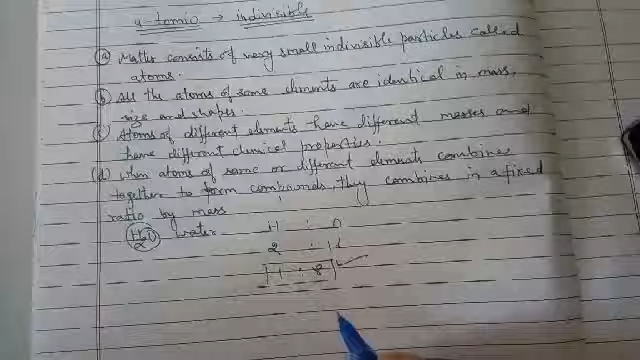 a-tomio → indivisible
(a) Matter consists of very small indivisible particles called
atoms.
(b) All the atoms of same elements are identical in mass,
size and shapes.
(c) Atoms of different elements have different masses and
have different chemical properties.
(d) When atoms of same or different elements combines
together to form compounds, they combines in a fixed
ratio by mass
H2O water H : O
2 :
1 : 8